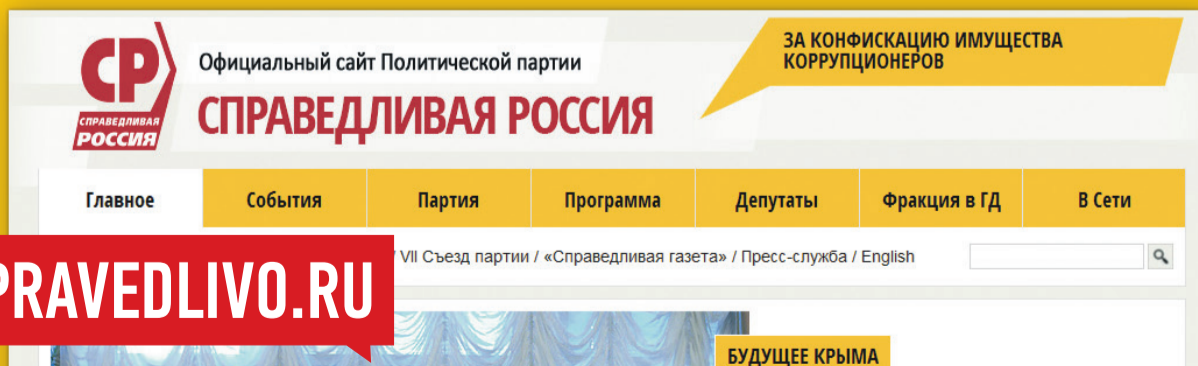 СР
СПРАВЕДЛИВАЯ
РОССИЯ
Официальный сайт Политической партии
СПРАВЕДЛИВАЯ РОССИЯ
ЗА КОНФИСКАЦИЮ ИМУЩЕСТВА
КОРРУПЦИОНЕРОВ
Главное События Партия Программа Депутаты Фракция в ГД В Сети
/ VII Съезд партии / «Справедливая газета» / Пресс-служба / English
PRAVEDLIVO.RU
БУДУЩЕЕ КРЫМА